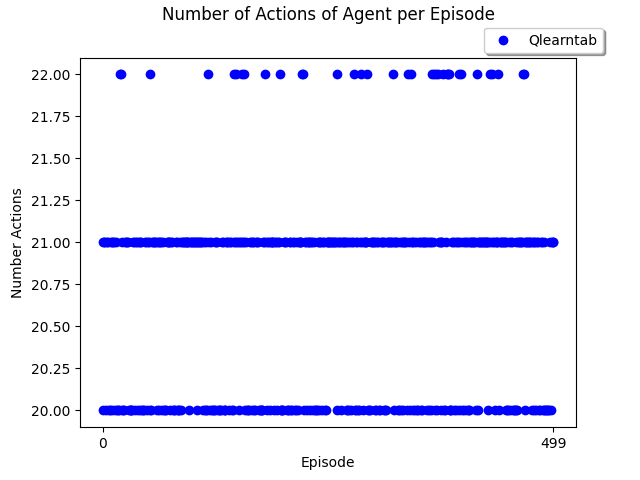 Number of Actions of Agent per Episode
Qlearntab
22.00
21.75
21.50
21.25
21.00
20.75
20.50
20.25
20.00
Number Actions
0
499
Episode